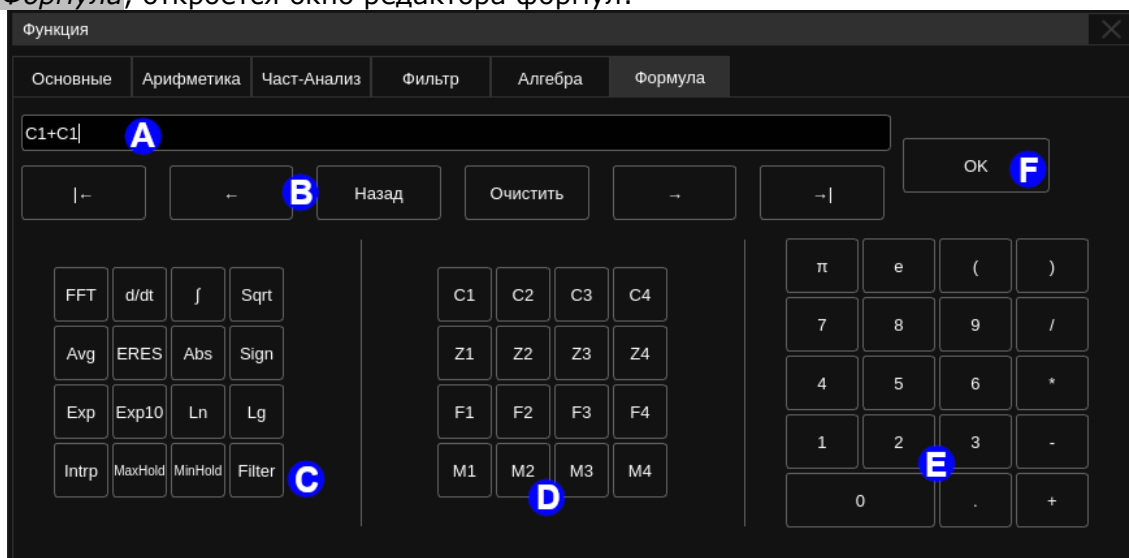 Формула, откроется окно редактора формул:
Функция
Основные Арифметика Част-Анализ Фильтр Алгебра Формула
C1+C1 A
OK F
|← ← B Назад Очистить → →|
π e ( )
FFT d/dt ∫ Sqrt C1 C2 C3 C4
7 8 9 /
Avg ERES Abs Sign Z1 Z2 Z3 Z4
4 5 6 *
Exp Exp10 Ln Lg F1 F2 F3 F4
1 2 3 -
E
Intrp MaxHold MinHold Filter C M1 M2 M3 M4
D
0 . +